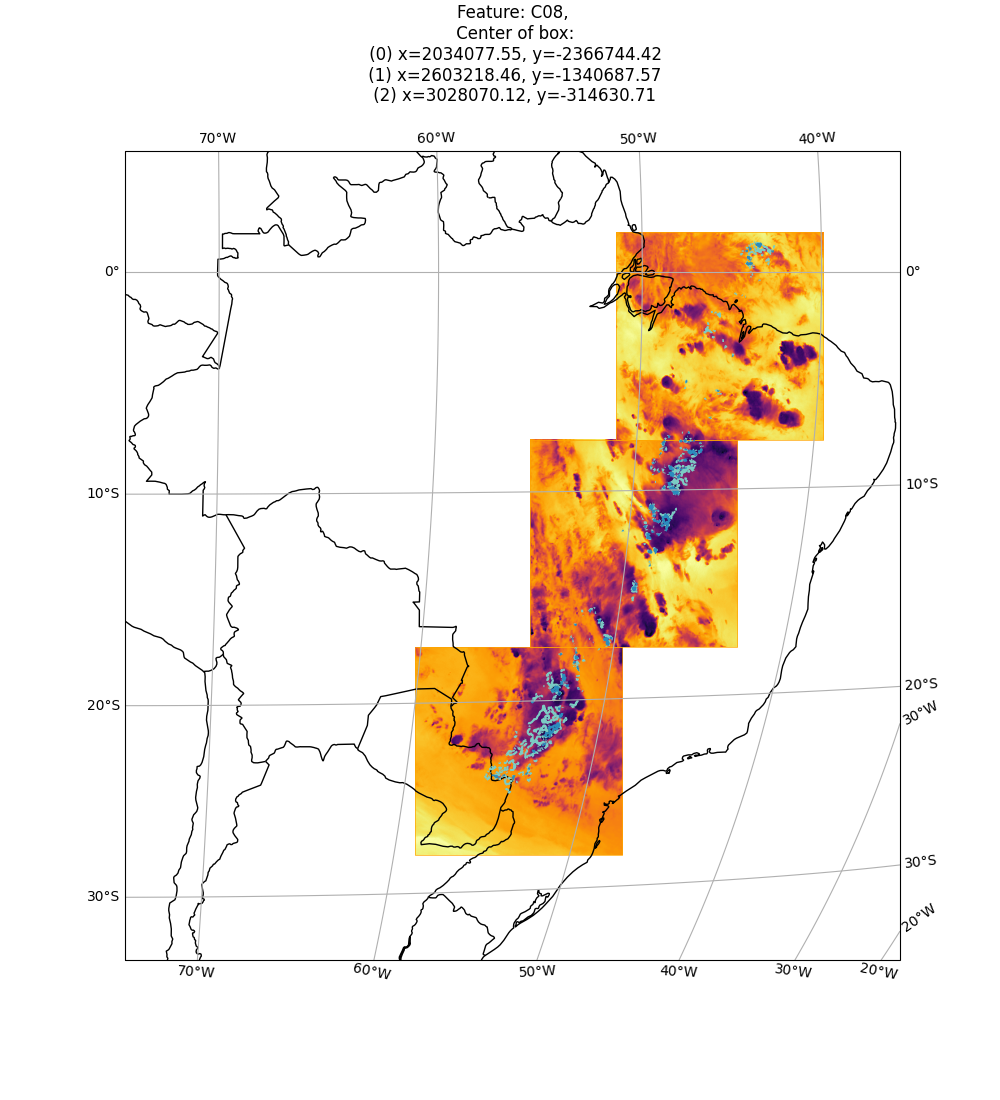 Feature: C08,
Center of box:
(0) x=2034077.55, y=-2366744.42
(1) x=2603218.46, y=-1340687.57
(2) x=3028070.12, y=-314630.71
70°W 60°W 50°W 40°W
0° 0°
10°S 10°S
20°S 20°S
30°W
30°S 30°S
20°W
70°W 60°W 50°W 40°W 30°W 20°W